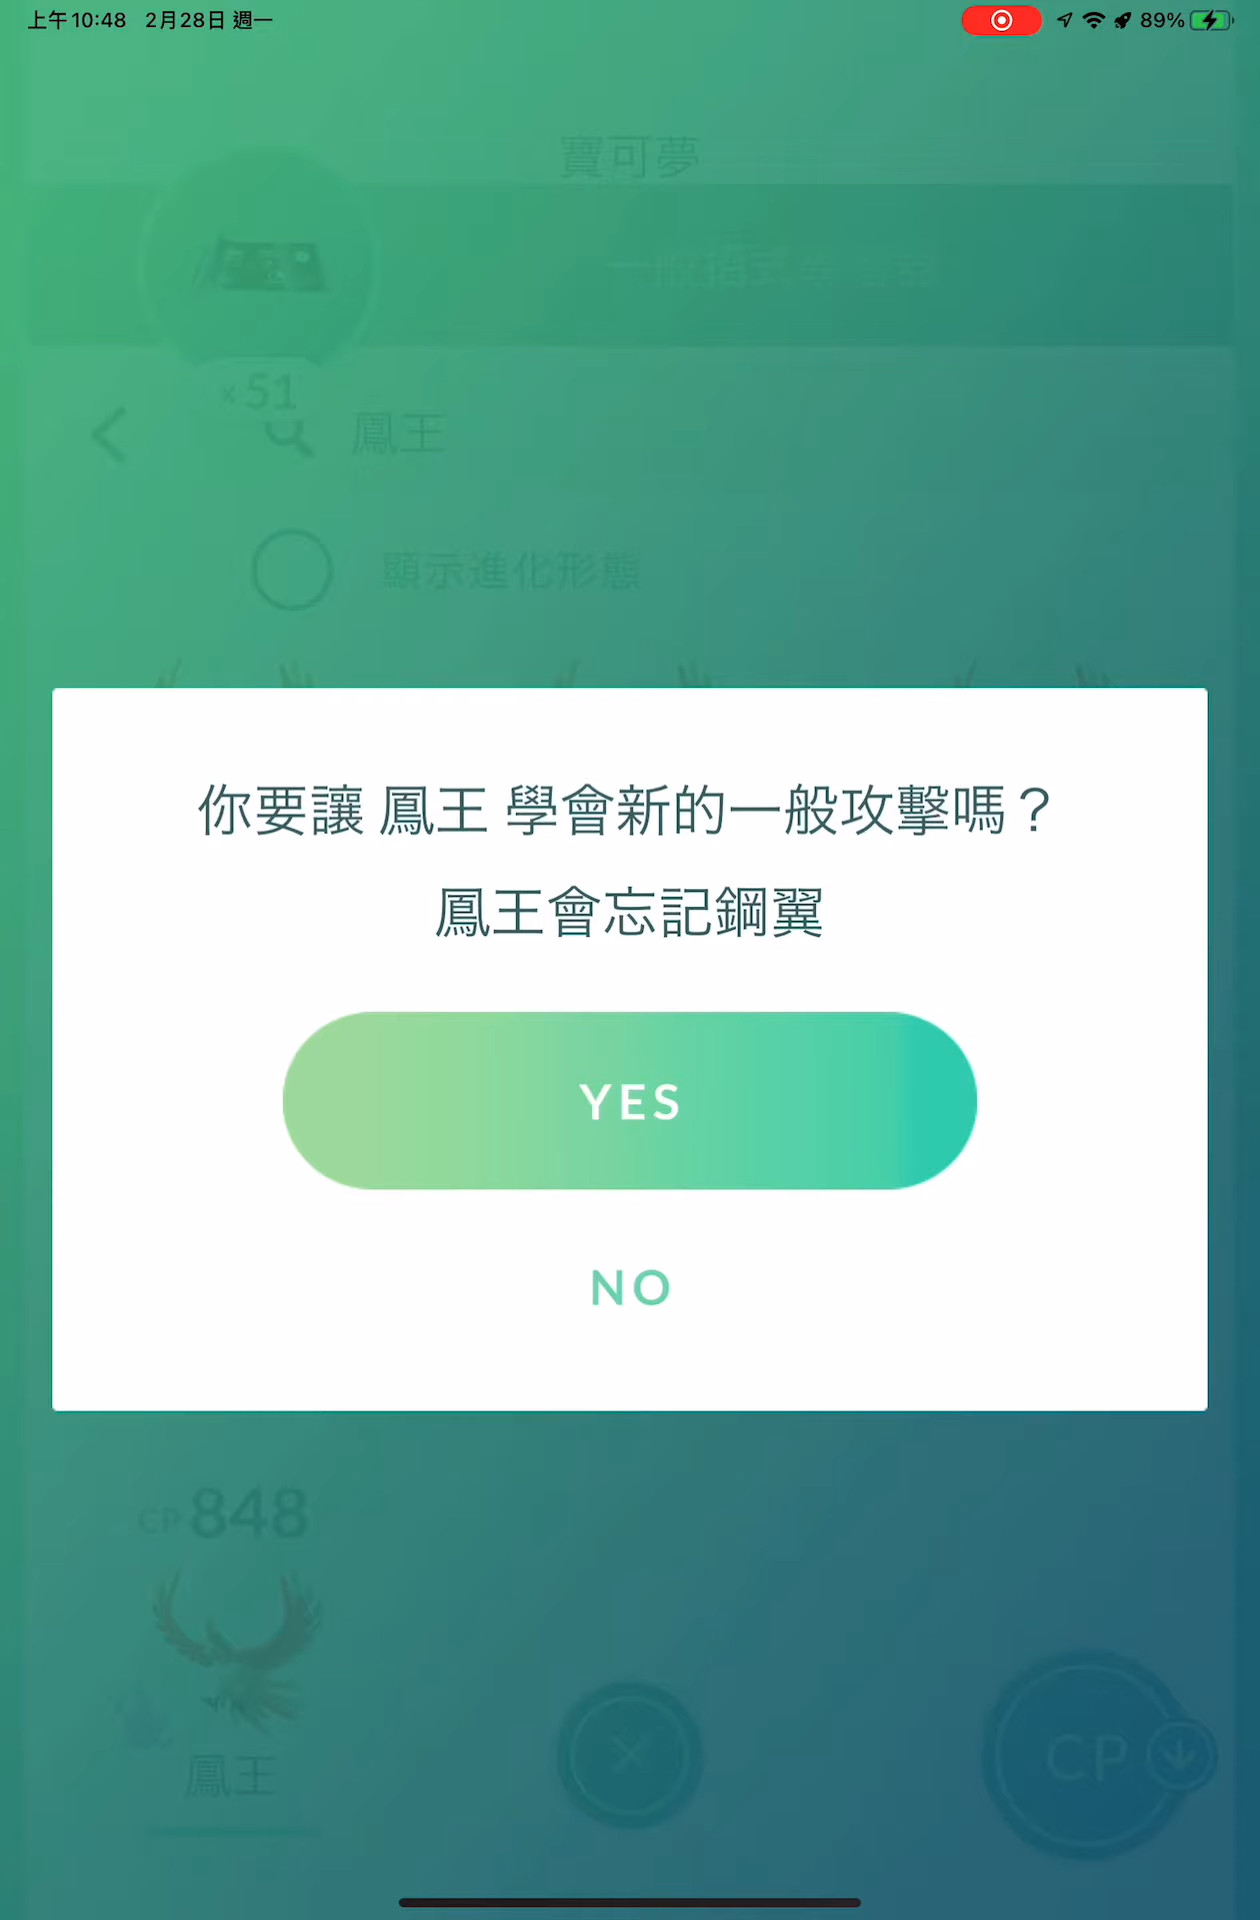 上午10:48 2月28日 週一
89%
寶可夢
×51
鳳王
顯示進化形態
你要讓 鳳王 學會新的一般攻擊嗎？
鳳王會忘記鋼翼
YES
NO
CP848
鳳王
CP